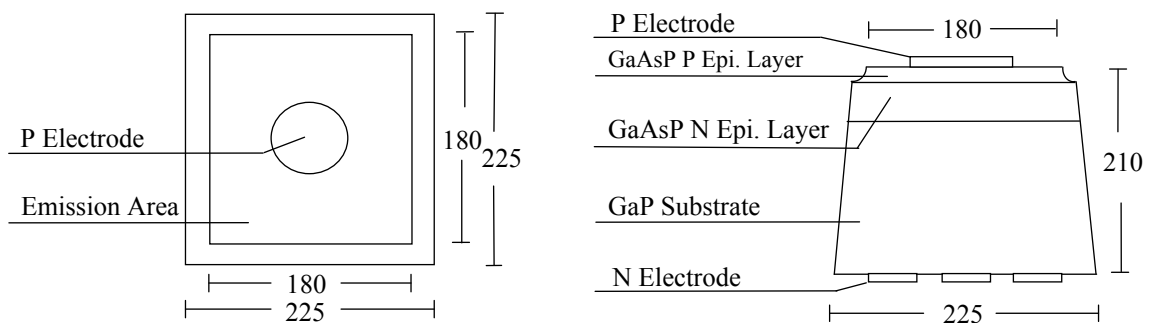 P Electrode
Emission Area
180
225
180
225
P Electrode
180
GaAsP P Epi. Layer
GaAsP N Epi. Layer
210
GaP Substrate
N Electrode
225